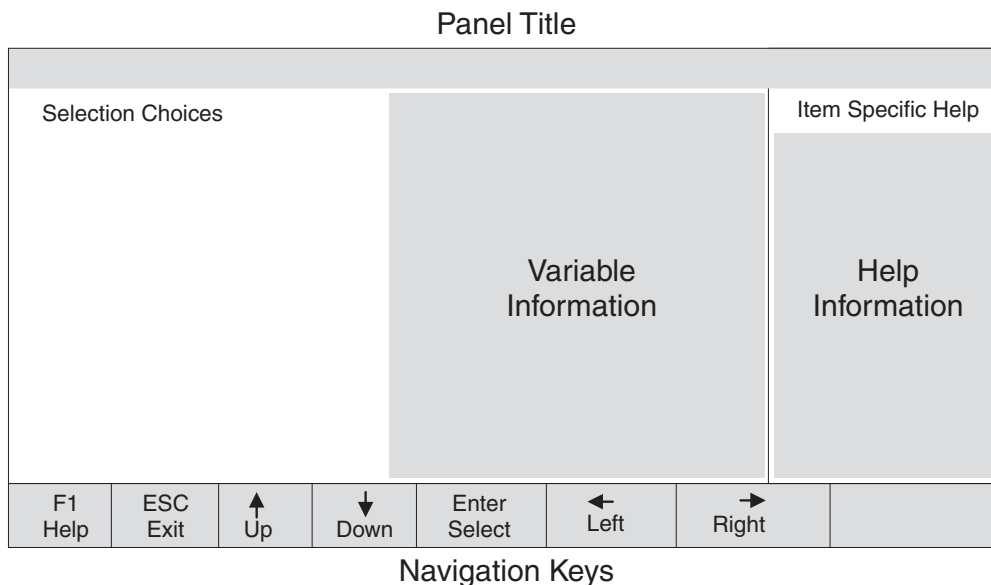 Panel Title
Selection Choices
Item Specific Help
Variable
Information
Help
Information
F1
Help
ESC
Exit
Up
Down
Enter
Select
Left
Right
Navigation Keys